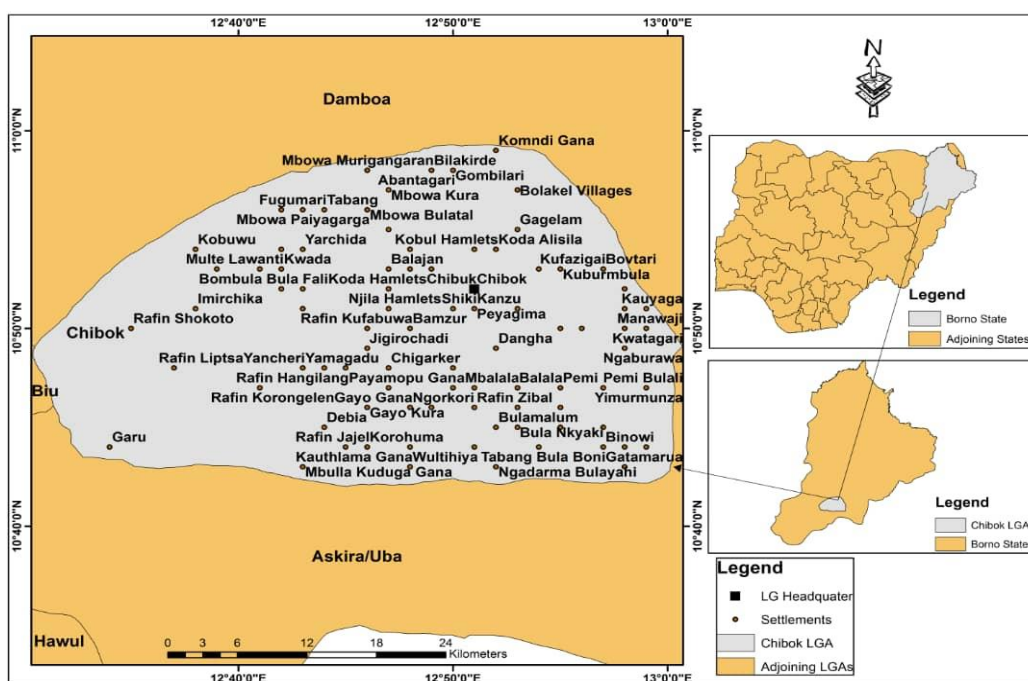 12°40'0"E 12°50'0"E 13°0'0"E
N
Damboa
11°0'0"N 11°0'0"N
Komndi Gana
Mbowa Murigangaran Bilakirde
Gombilari
Abantagari
Mbowa Kura
Bolakel Villages
Fugumari Tabang
Mbowa Paiyagarga
Mbowa Bulatal
Gagelam
Kobuwu Yarchida Kobul Hamlets Koda Alisila
Multe Lawanti Kwada Balajan Kufazigai Bovtari
Bombula Bula Fali Koda Hamlets Chibuk Chibok Kuburmbula
Imirchika Njila Hamlets Shiki Kanzu Kauyaga
Chibok Rafin Shokoto Rafin Kufabuwa Bamzur Peyagima Manawaji
10°50'0"N 10°50'0"N
Jigirochadi Dangha Kwatagari
Rafin Liptsa Yancheri Yamagadu Chigarker Ngaburawa
Rafin Hangilang Payamopu Gana Mbalala Balala Pemi Pemi Bulali
Biu
Rafin Korongelen Gayo Gana Ngorkori Rafin Zibal Yimurmunza
Debia Gayo Kura Bulamalum
Garu Rafin Jajel Korohuma Bula Nkyaki Binowi
Kauthlama Gana Wultihiya Tabang Bula Boni Gatamarua
Mbulla Kuduga Gana Ngadarma Bulayahi
10°40'0"N 10°40'0"N
Askira/Uba
Hawul
0 3 6 12 18 24
Kilometers
12°40'0"E 12°50'0"E 13°0'0"E
Legend
Borno State
Adjoining States
Legend
Chibok LGA
Borno State
Legend
LG Headquater
Settlements
Chibok LGA
Adjoining LGAs